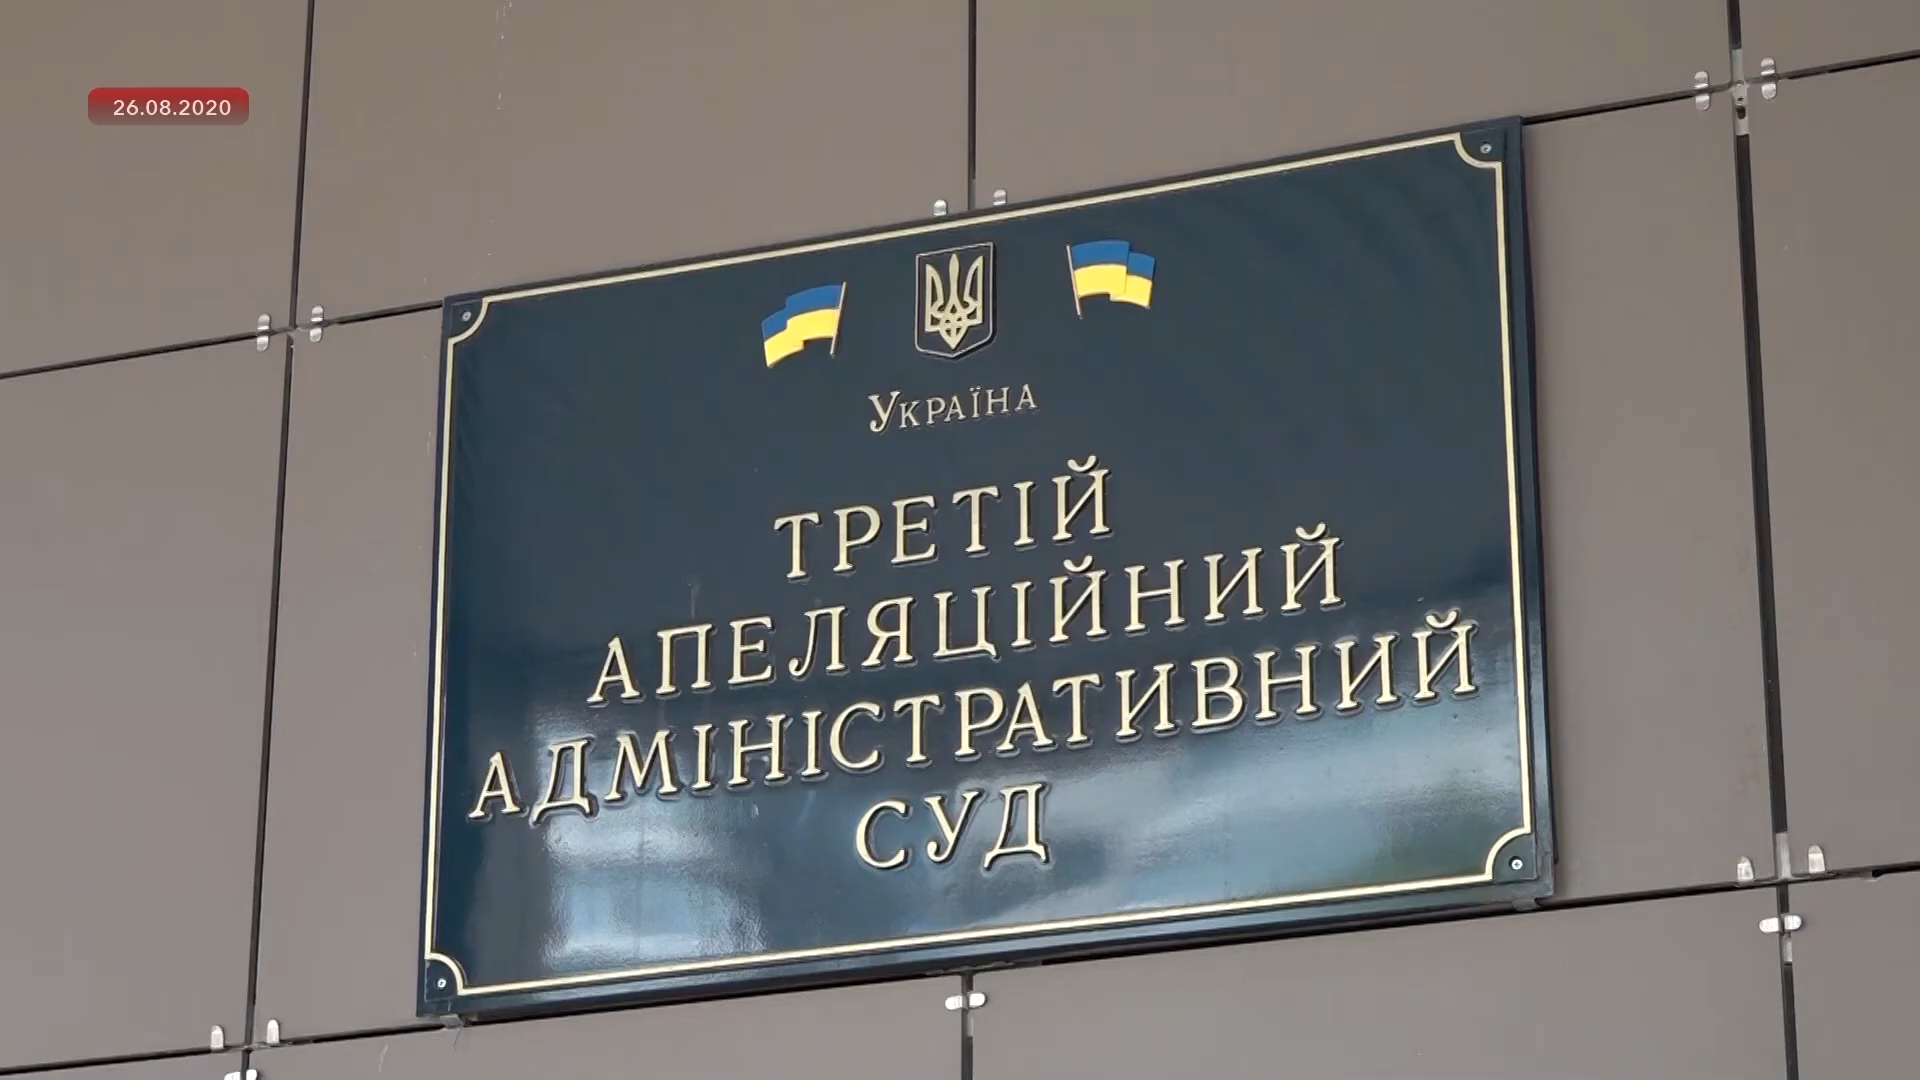 26.08.2020
Україна
ТРЕТІЙ
АПЕЛЯЦІЙНИЙ
АДМІНІСТРАТИВНИЙ
СУД